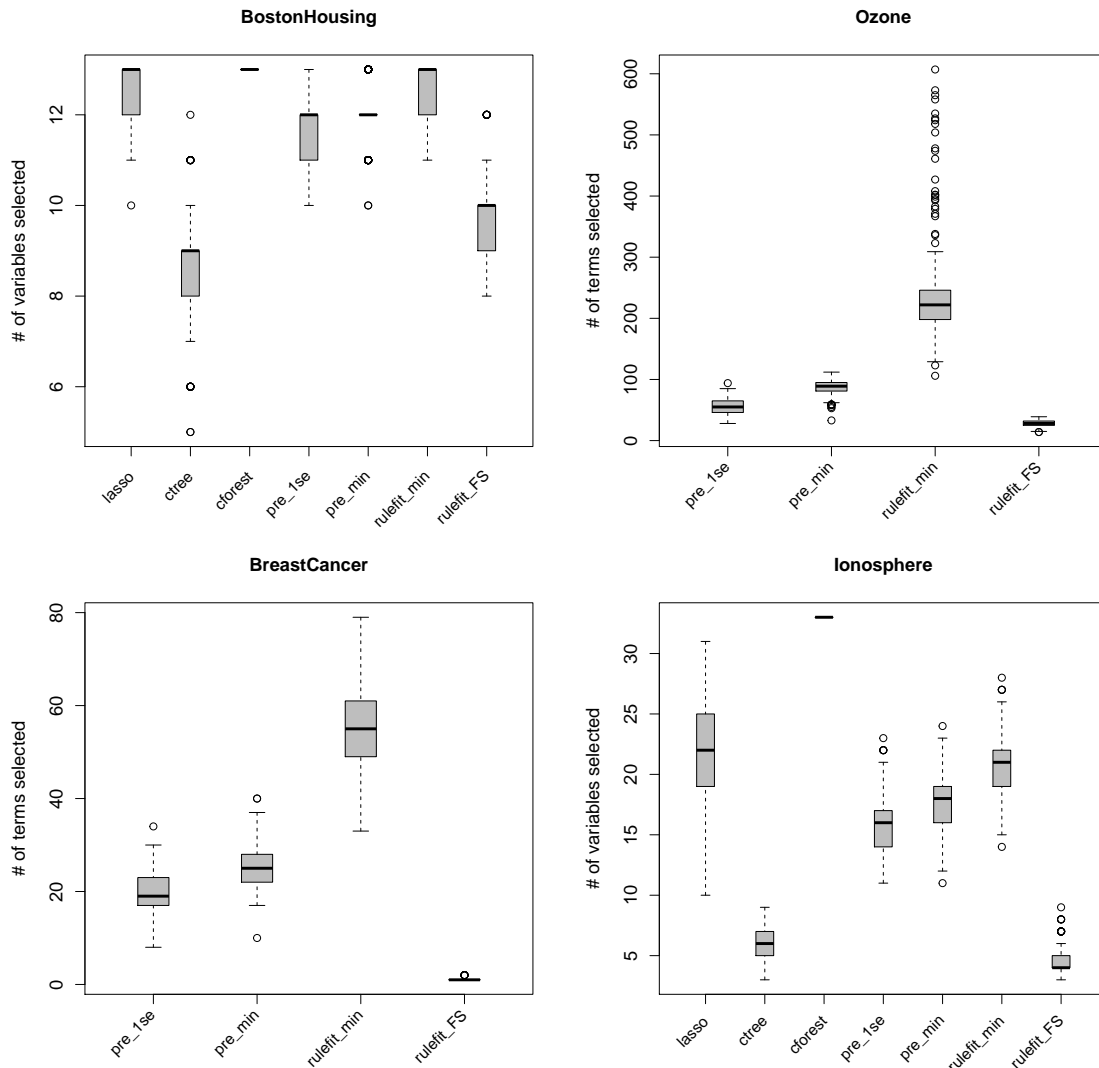 BostonHousing
# of variables selected
12
10
8
6
lasso
ctree
cforest
pre_1se
pre_min
rulefit_min
rulefit_FS
Ozone
# of terms selected
600
500
400
300
200
100
0
pre_1se
pre_min
rulefit_min
rulefit_FS
BreastCancer
# of terms selected
80
60
40
20
0
pre_1se
pre_min
rulefit_min
rulefit_FS
Ionosphere
# of variables selected
30
25
20
15
10
5
lasso
ctree
cforest
pre_1se
pre_min
rulefit_min
rulefit_FS